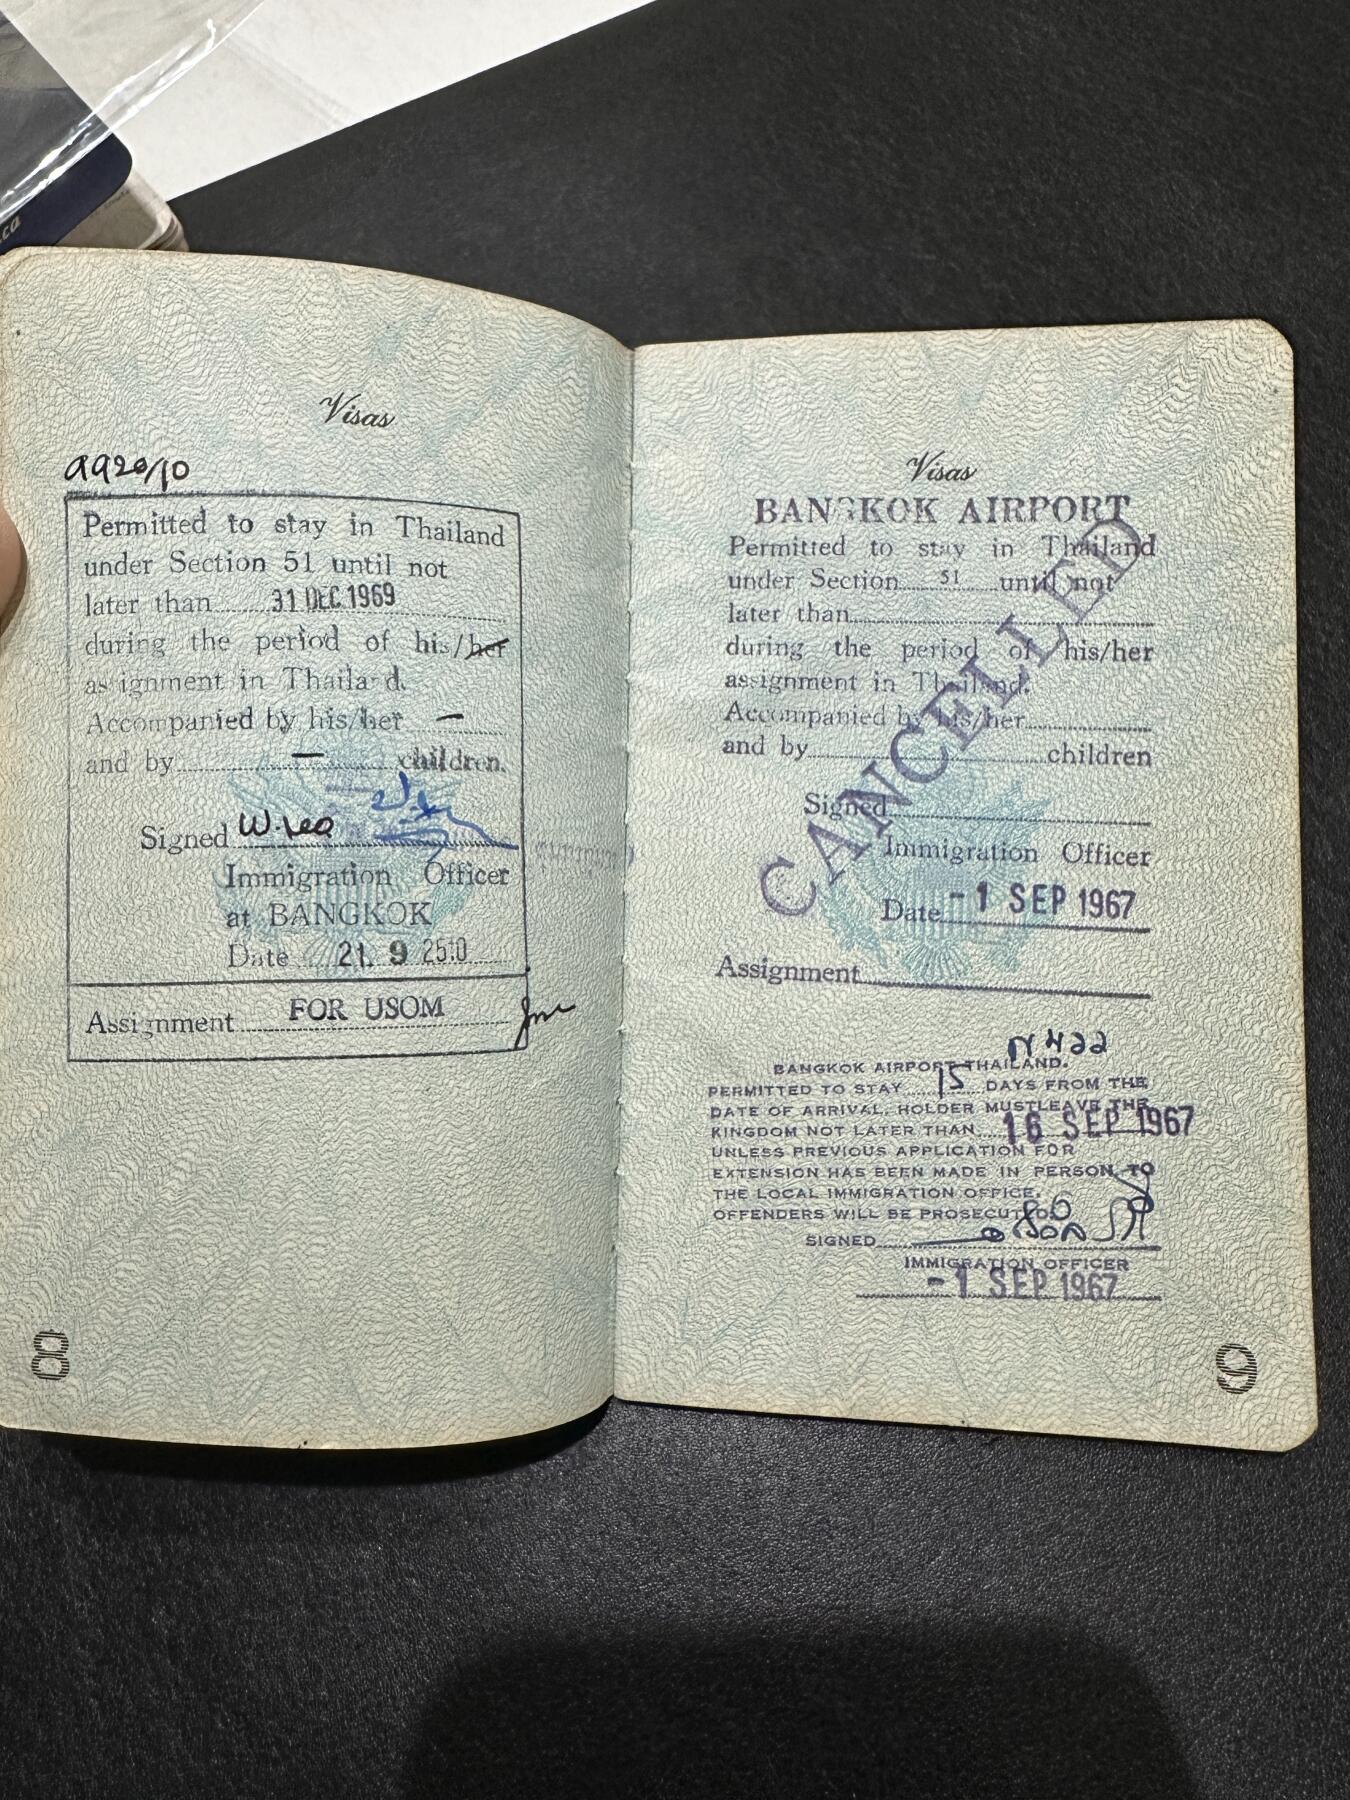 .ca
Visas
9920/10
Permitted to stay in Thailand
under Section 51 until not
later than 31 DEC 1969
during the period of his/her
assignment in Thailand.
Accompanied by his/her —
and by — children.
Signed
Immigration Officer
at BANGKOK
Date 21. 9 2510
Assignment FOR USOM
8
Visas
BANGKOK AIRPORT
Permitted to stay in Thailand
under Section 51 until not
later than
during the period of his/her
assignment in Thailand.
Accompanied by his/her
and by children
Signed
Immigration Officer
Date -1 SEP 1967
Assignment
CANCELLED
BANGKOK AIRPORT THAILAND.
PERMITTED TO STAY 15 DAYS FROM THE
DATE OF ARRIVAL, HOLDER MUSTLEAVE THE
KINGDOM NOT LATER THAN 16 SEP 1967
UNLESS PREVIOUS APPLICATION FOR
EXTENSION HAS BEEN MADE IN PERSON TO
THE LOCAL IMMIGRATION OFFICE.
OFFENDERS WILL BE PROSECUTED.
SIGNED
IMMIGRATION OFFICER
-1 SEP 1967
9